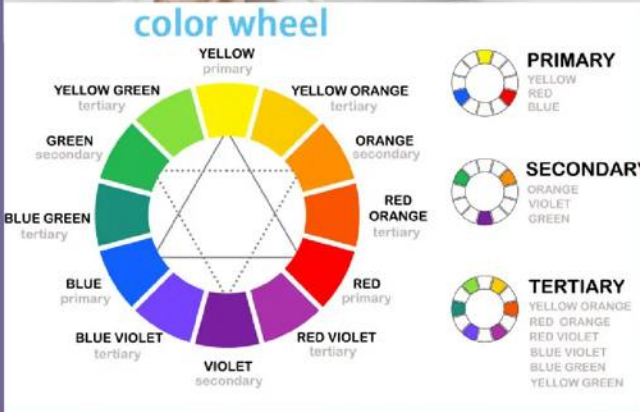 color wheel
YELLOW
primary
YELLOW GREEN
tertiary
YELLOW ORANGE
tertiary
GREEN
secondary
ORANGE
secondary
BLUE GREEN
tertiary
RED
ORANGE
tertiary
BLUE
primary
RED
primary
BLUE VIOLET
tertiary
RED VIOLET
tertiary
VIOLET
secondary
PRIMARY
YELLOW
RED
BLUE
SECONDARY
ORANGE
VIOLET
GREEN
TERTIARY
YELLOW ORANGE
RED ORANGE
RED VIOLET
BLUE VIOLET
BLUE GREEN
YELLOW GREEN